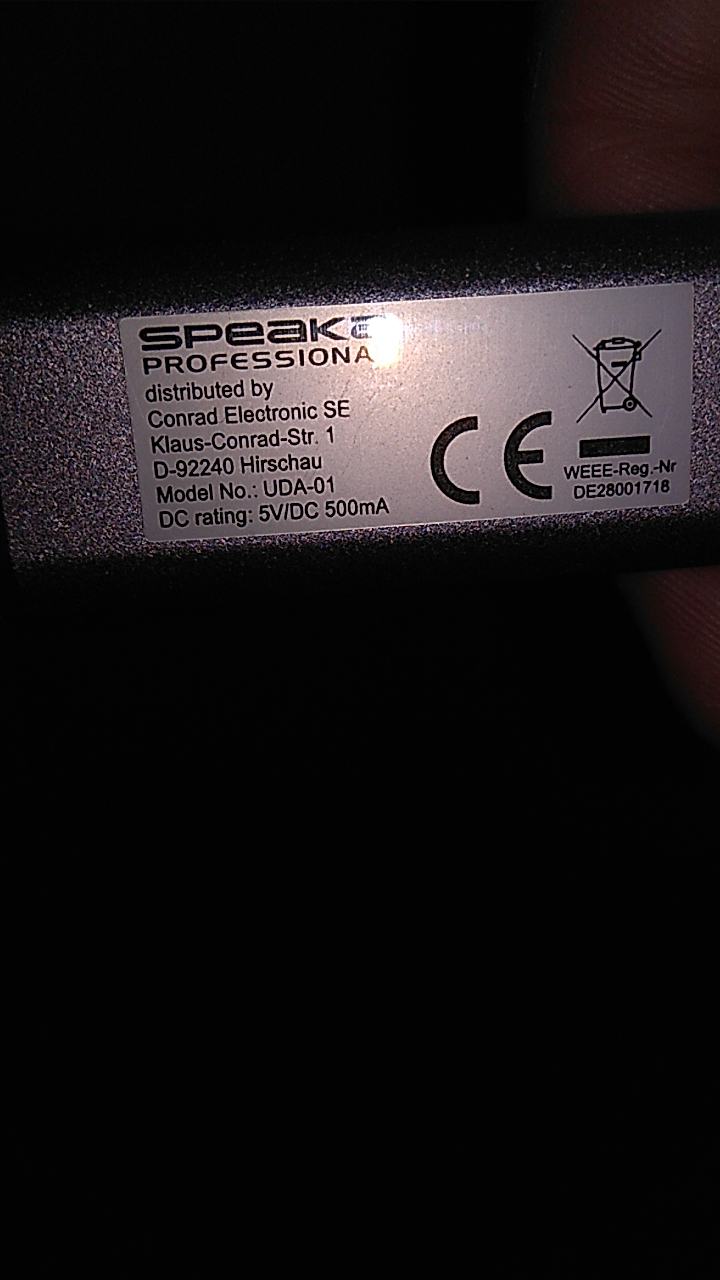 SPEAKA
PROFESSIONA
distributed by
Conrad Electronic SE
Klaus-Conrad-Str. 1
D-92240 Hirschau
Model No.: UDA-01
DC rating: 5V/DC 500mA
CE
WEEE-Reg.-Nr
DE28001718